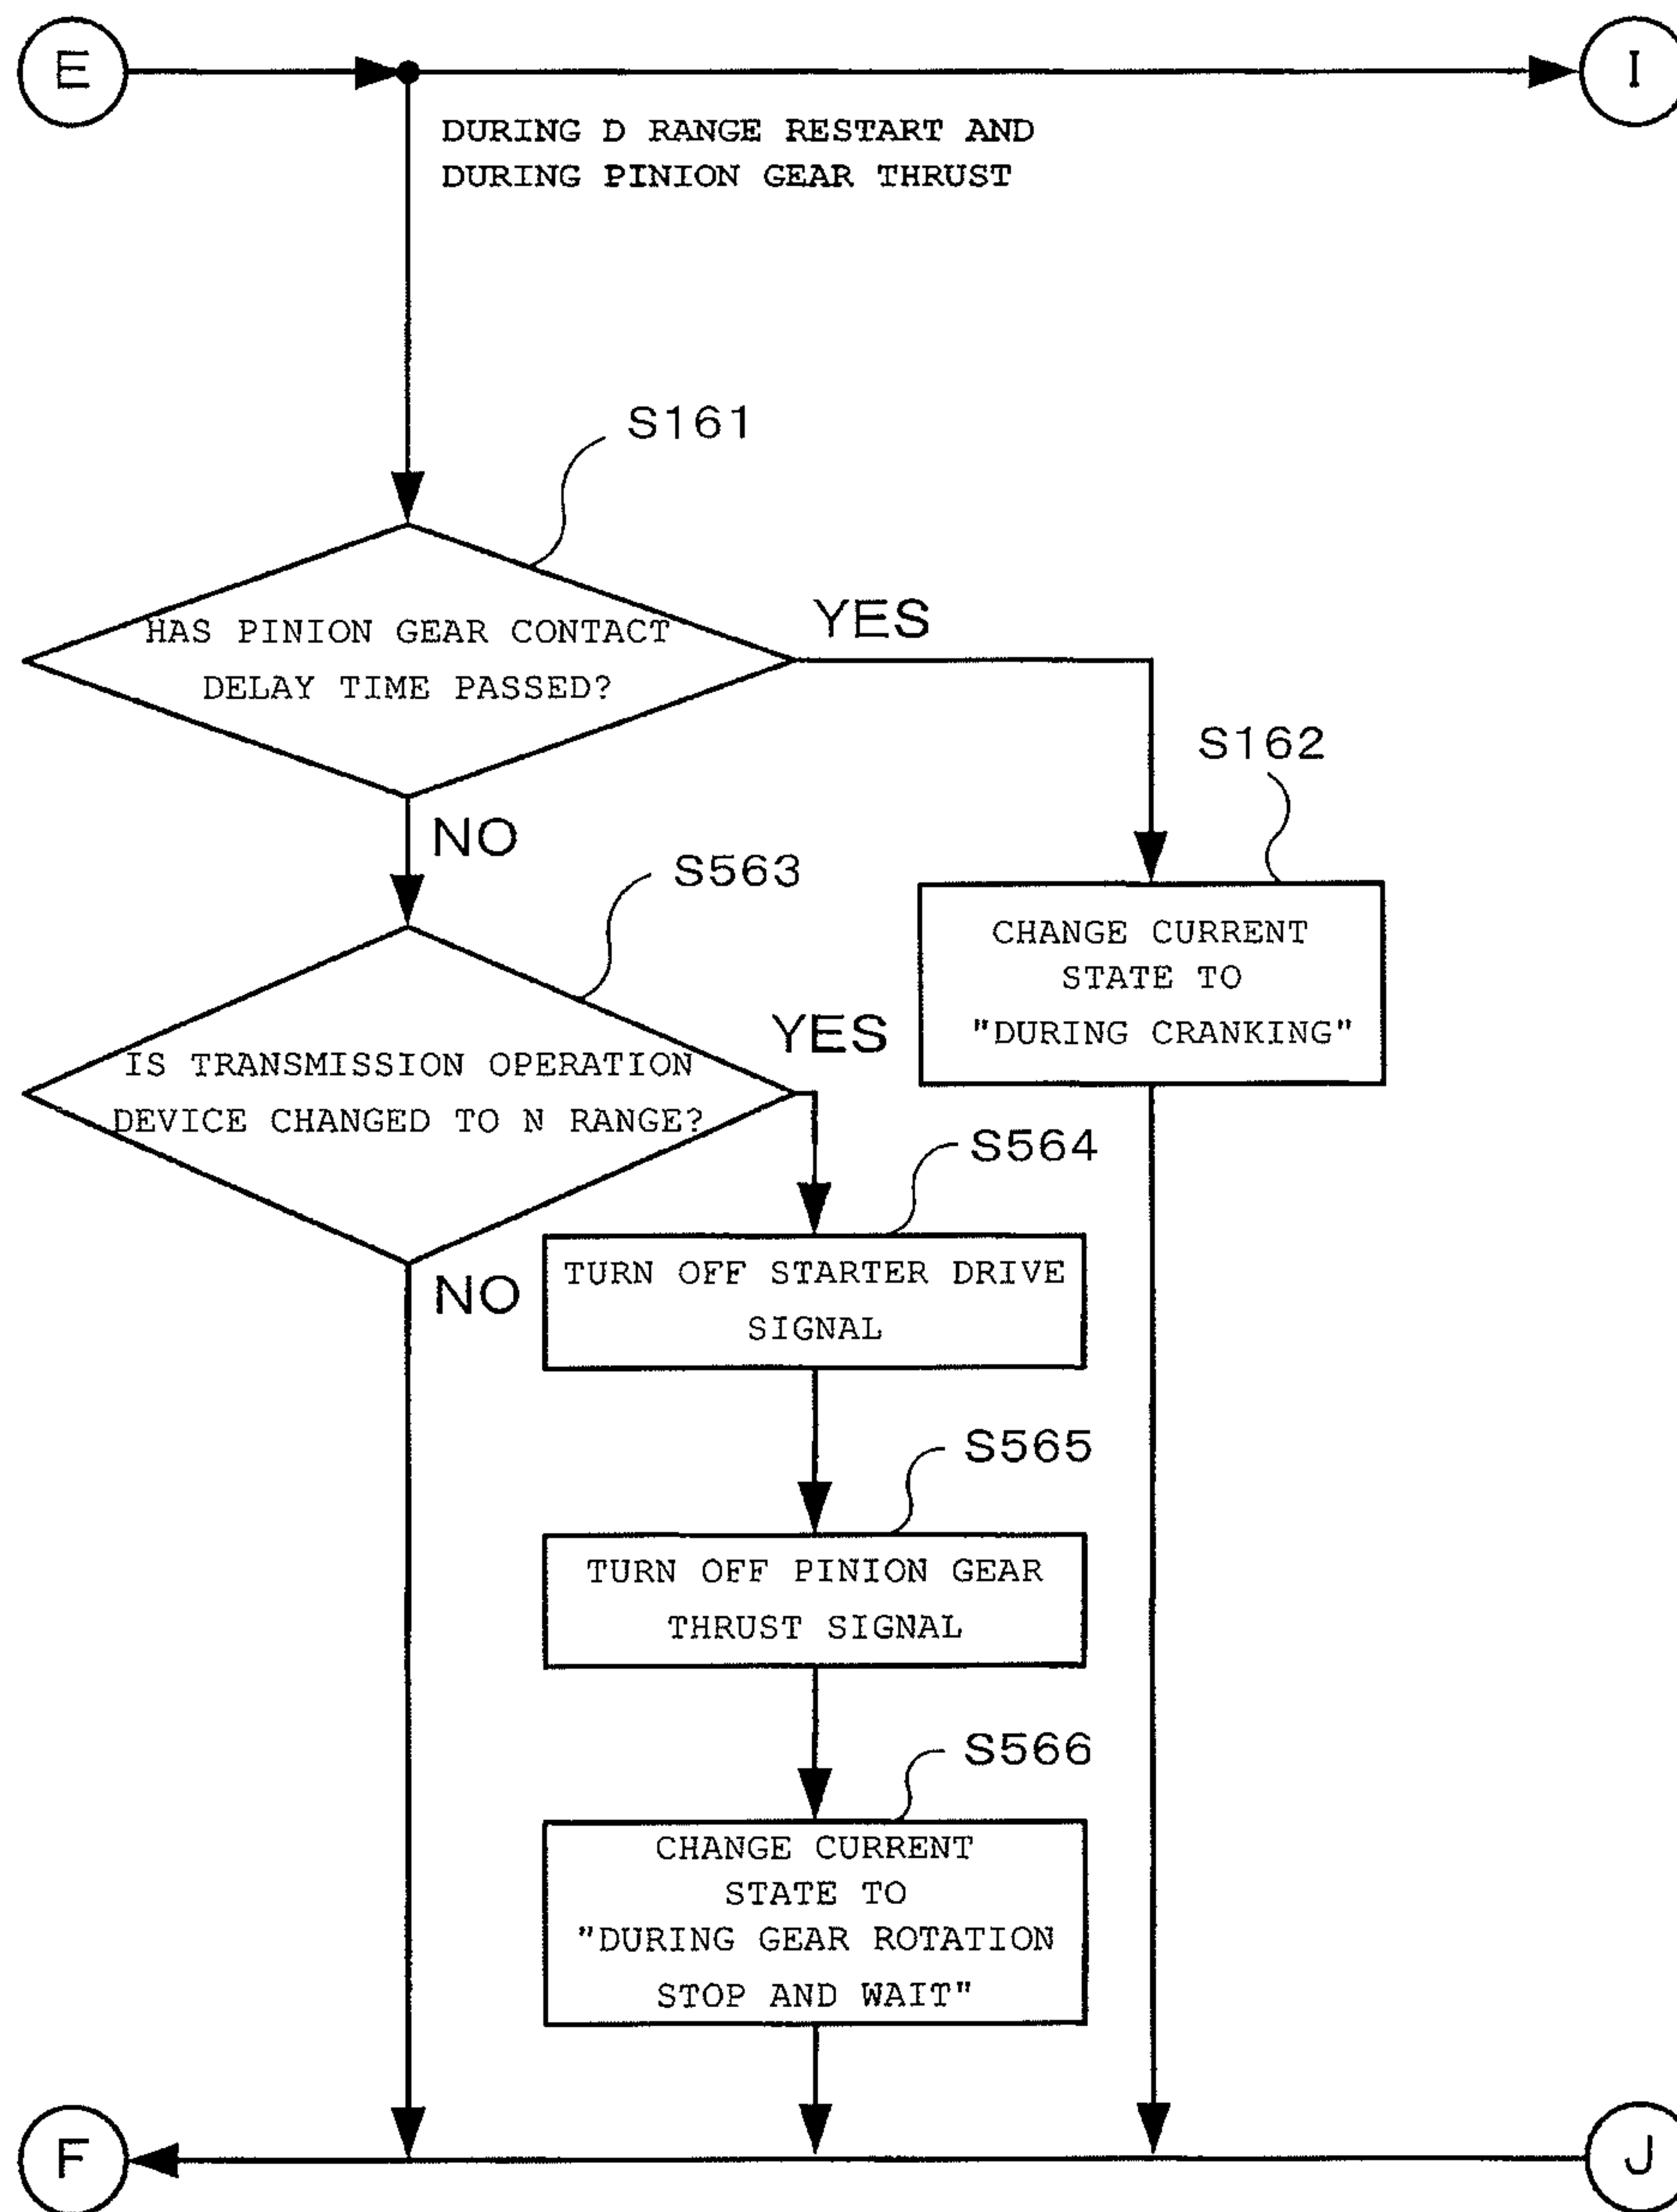 E
I
DURING D RANGE RESTART AND
DURING PINION GEAR THRUST
S161
HAS PINION GEAR CONTACT
DELAY TIME PASSED?
YES
S162
NO
CHANGE CURRENT
STATE TO
"DURING CRANKING"
S563
IS TRANSMISSION OPERATION
DEVICE CHANGED TO N RANGE?
YES
S564
NO
TURN OFF STARTER DRIVE
SIGNAL
S565
TURN OFF PINION GEAR
THRUST SIGNAL
S566
CHANGE CURRENT
STATE TO
"DURING GEAR ROTATION
STOP AND WAIT"
F
J